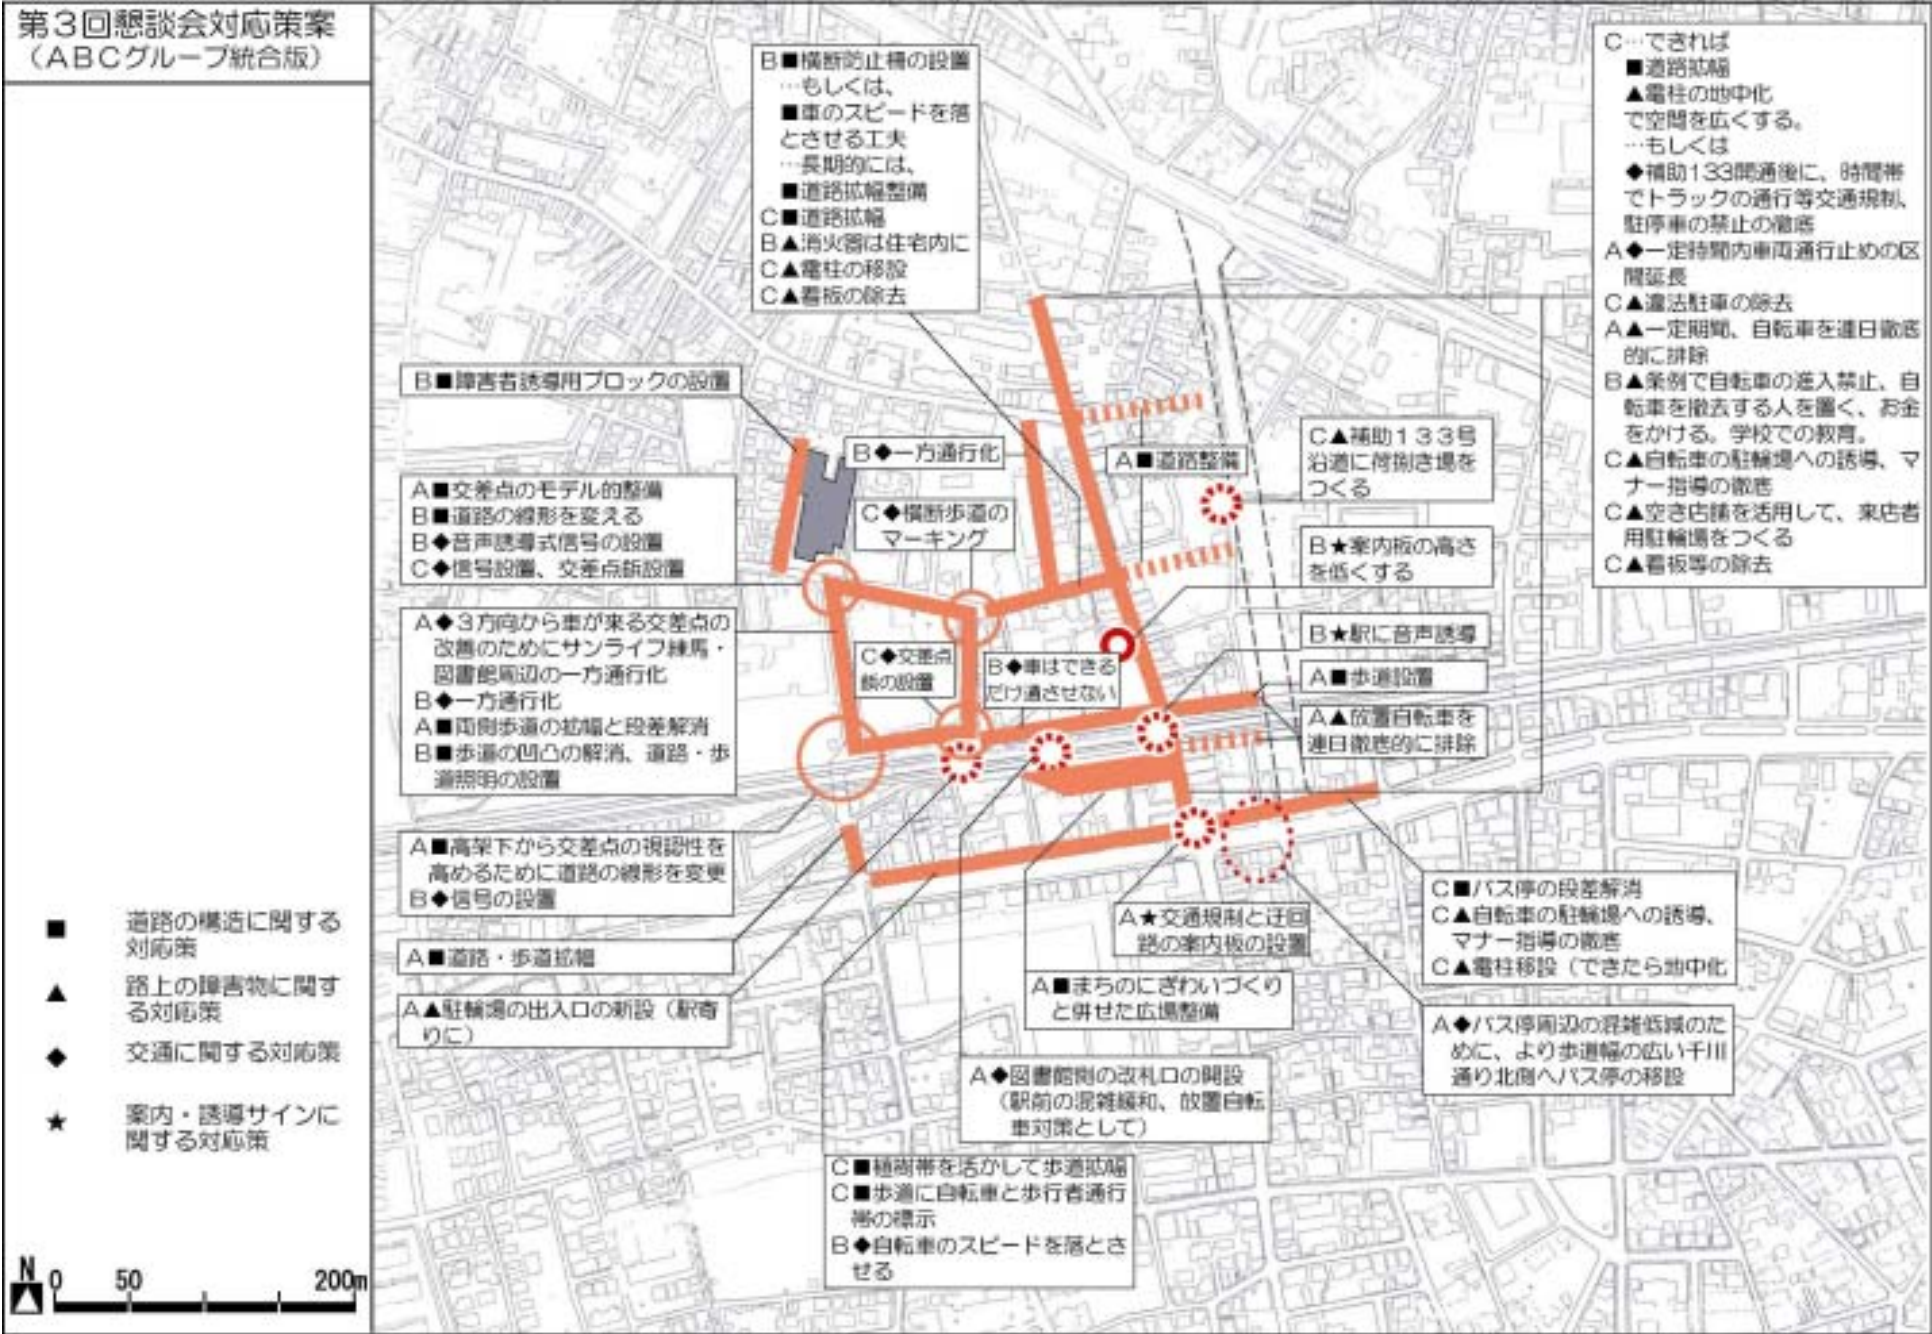 第3回懇談会対応策案
（ABCグループ統合版）
B■横断防止柵の設置
…もしくは、
■車のスピードを落
とさせる工夫
…長期的には、
■道路拡幅整備
C■道路拡幅
B▲消火器は住宅内に
C▲電柱の移設
C▲看板の除去
C…できれば
■道路拡幅
▲電柱の地中化
で空間を広くする。
…もしくは
◆補助133開通後に、時間帯
でトラックの通行等交通規制、
駐停車の禁止の徹底
A◆一定時間内車両通行止めの区
間延長
C▲違法駐車の除去
A▲一定期間、自転車を連日徹底
的に排除
B▲条例で自転車の進入禁止、自
転車を撤去する人を置く、お金
をかける。学校での教育。
C▲自転車の駐輪場への誘導、マ
ナー指導の徹底
C▲空き店舗を活用して、来店者
用駐輪場をつくる
C▲看板等の除去
B■障害者誘導用ブロックの設置
B◆一方通行化
A■道路整備
C▲補助133号
沿道に荷捌き場を
つくる
A■交差点のモデル的整備
B■道路の線形を変える
B◆音声誘導式信号の設置
C◆信号設置、交差点鋲設置
C◆横断歩道の
マーキング
B★案内板の高さ
を低くする
A◆3方向から車が来る交差点の
改善のためにサンライフ練馬・
図書館周辺の一方通行化
B◆一方通行化
A■両側歩道の拡幅と段差解消
B■歩道の凹凸の解消、道路・歩
道照明の設置
C◆交差点
鋲の設置
B◆車はできる
だけ通させない
B★駅に音声誘導
A■歩道設置
A▲放置自転車を
連日徹底的に排除
A■高架下から交差点の視認性を
高めるために道路の線形を変更
B◆信号の設置
A■道路・歩道拡幅
A▲駐輪場の出入口の新設（駅寄
りに）
A★交通規制と迂回
路の案内板の設置
A■まちのにぎわいづくり
と併せた広場整備
C■バス停の段差解消
C▲自転車の駐輪場への誘導、
マナー指導の徹底
C▲電柱移設（できたら地中化
A◆バス停周辺の混雑低減のた
めに、より歩道幅の広い千川
通り北側へバス停の移設
A◆図書館側の改札口の開設
（駅前の混雑緩和、放置自転
車対策として）
C■植樹帯を活かして歩道拡幅
C■歩道に自転車と歩行者通行
帯の標示
B◆自転車のスピードを落とさ
せる
■ 道路の構造に関する
対応策
▲ 路上の障害物に関す
る対応策
◆ 交通に関する対応策
★ 案内・誘導サインに
関する対応策
N
0 50 200m